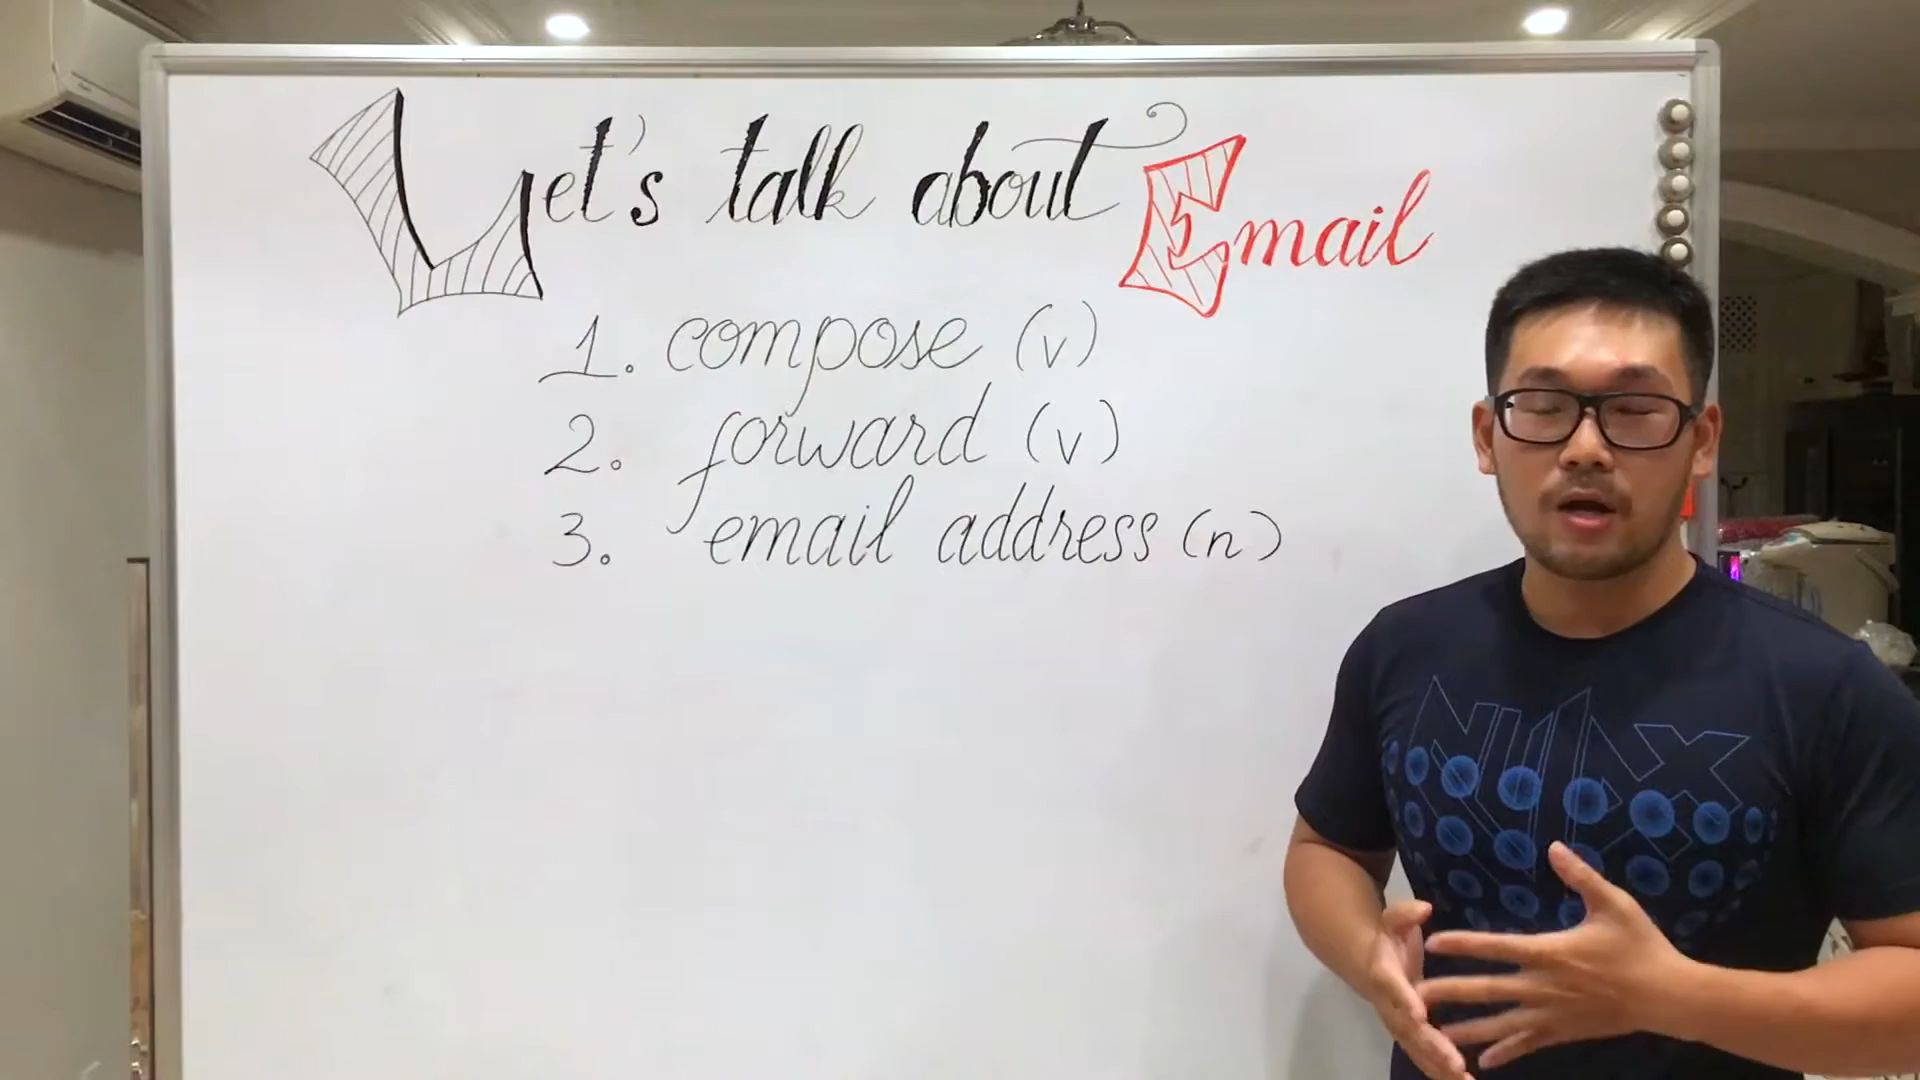 Let's talk about Email
1. compose (v)
2. forward (v)
3. email address (n)